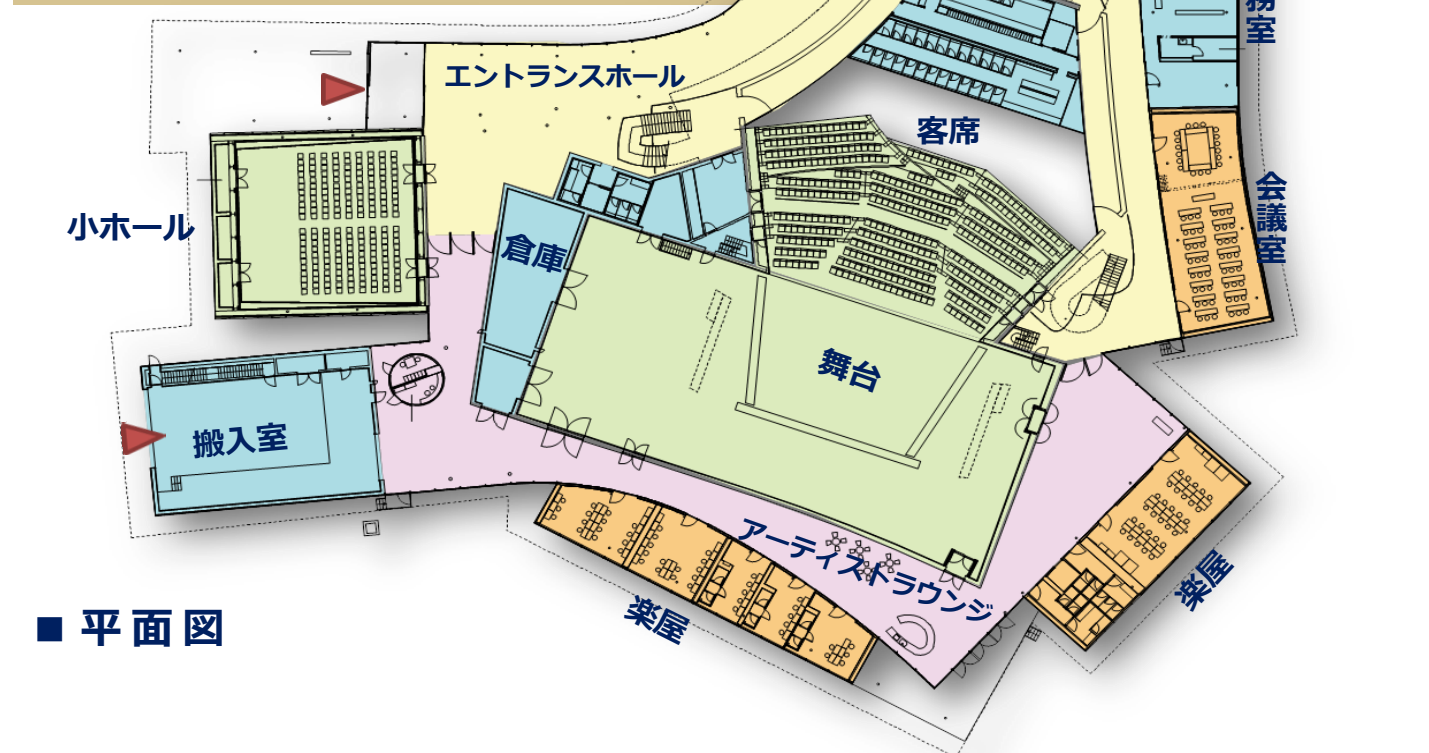 務室
エントランスホール
客席
会議室
小ホール
倉庫
舞台
搬入室
アーティストラウンジ
楽屋
楽屋
■ 平面図